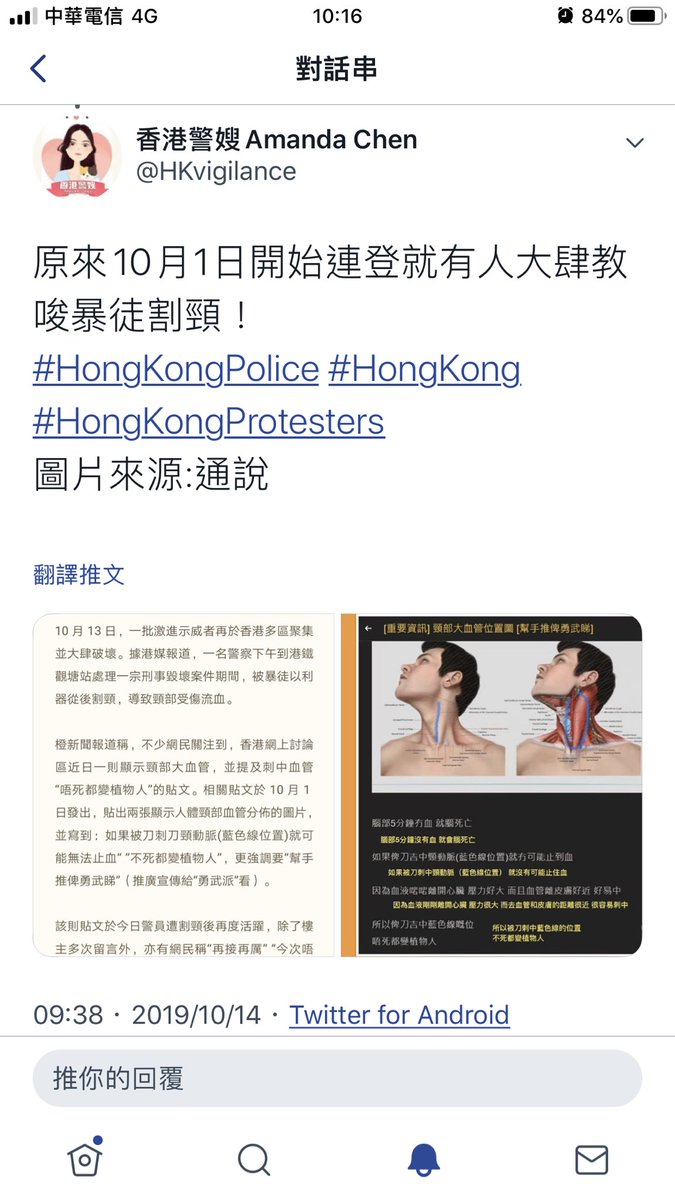 中華電信 4G 10:16 84%
對話串
香港警嫂Amanda Chen
@HKvigilance
香港警嫂
原來10月1日開始連登就有人大肆教
唆暴徒割頸！
#HongKongPolice #HongKong
#HongKongProtesters
圖片來源:通說
翻譯推文
10 月 13 日，一批激進示威者再於香港多區聚集
並大肆破壞。據港媒報道，一名警察下午到港鐵
觀塘站處理一宗刑事毀壞案件期間，被暴徒以利
器從後割頸，導致頸部受傷流血。
橙新聞報道稱，不少網民關注到，香港網上討論
區近日一則顯示頸部大血管，並提及刺中血管
“唔死都變植物人”的貼文。相關貼文於 10 月 1
日發出，貼出兩張顯示人體頸部血管分佈的圖片，
並寫到：如果被刀刺刀頸動脈(藍色線位置)就可
能無法止血” “不死都變植物人”，更強調要“幫手
推俾勇武睇”（推廣宣傳給“勇武派”看）。
該則貼文於今日警員遭割頸後再度活躍，除了樓
主多次留言外，亦有網民稱“再接再厲” “今次唔
[重要資訊] 頸部大血管位置圖 [幫手推俾勇武睇]
腦部5分鐘冇血 就腦死亡
腦部5分鐘沒有血 就會腦死亡
如果俾刀吉中頸動脈(藍色線位置)就冇可能止到血
如果被刀刺中頸動脈（藍色位置） 就沒有可能止住血
因為血液啱啱離開心臟 壓力好大 而且血管離皮膚好近 好易中
因為血液剛剛離開心臟 壓力很大 而去血管和皮膚的距離很近 很容易刺中
所以俾刀吉中藍色線嘅位
唔死都變植物人
所以被刀刺中藍色線的位置
不死都變植物人
09:38 · 2019/10/14 · Twitter for Android
推你的回覆